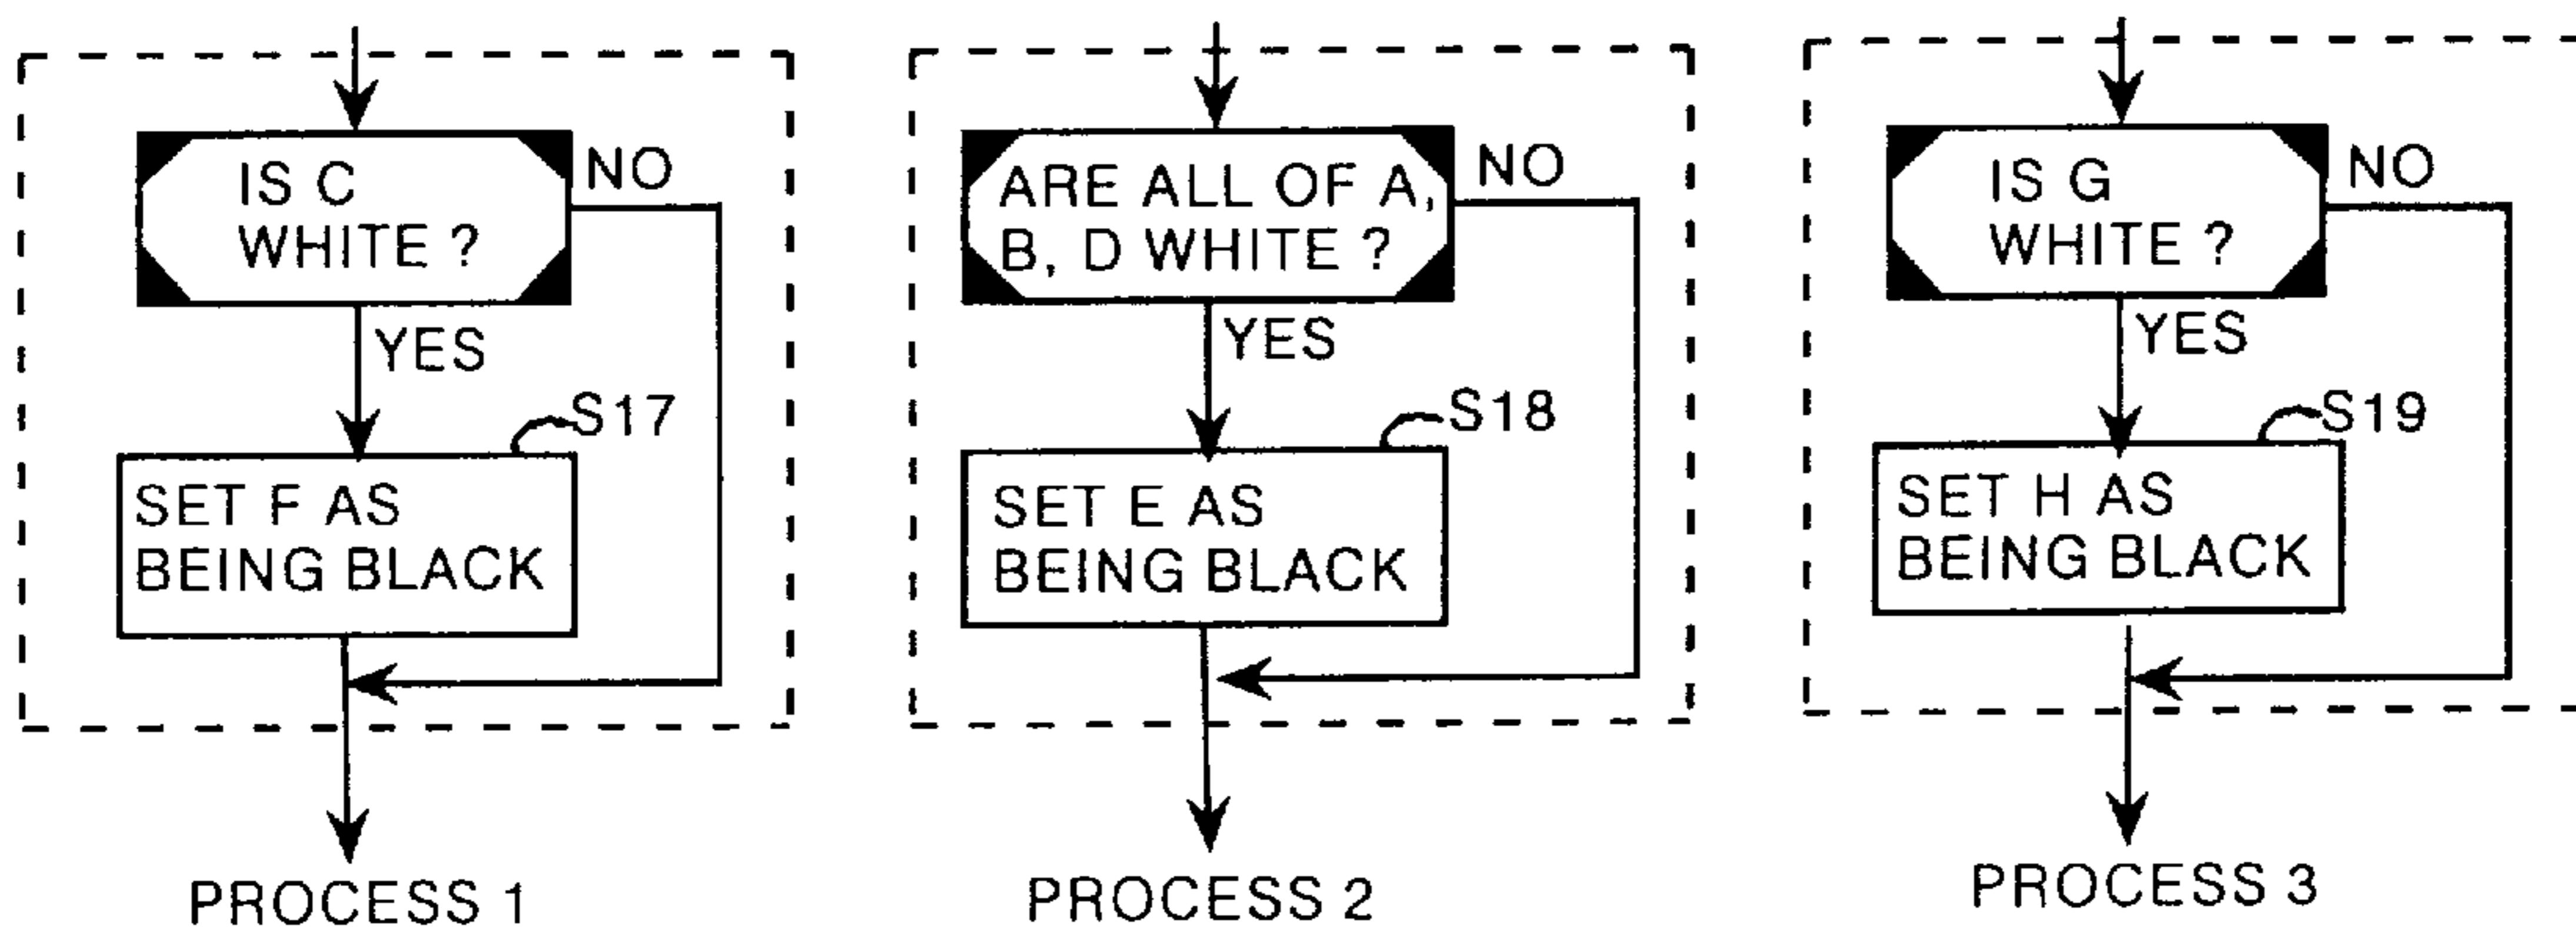 IS C
WHITE ?
NO
YES
S17
SET F AS
BEING BLACK
PROCESS 1
ARE ALL OF A,
B, D WHITE ?
NO
YES
S18
SET E AS
BEING BLACK
PROCESS 2
IS G
WHITE ?
NO
YES
S19
SET H AS
BEING BLACK
PROCESS 3